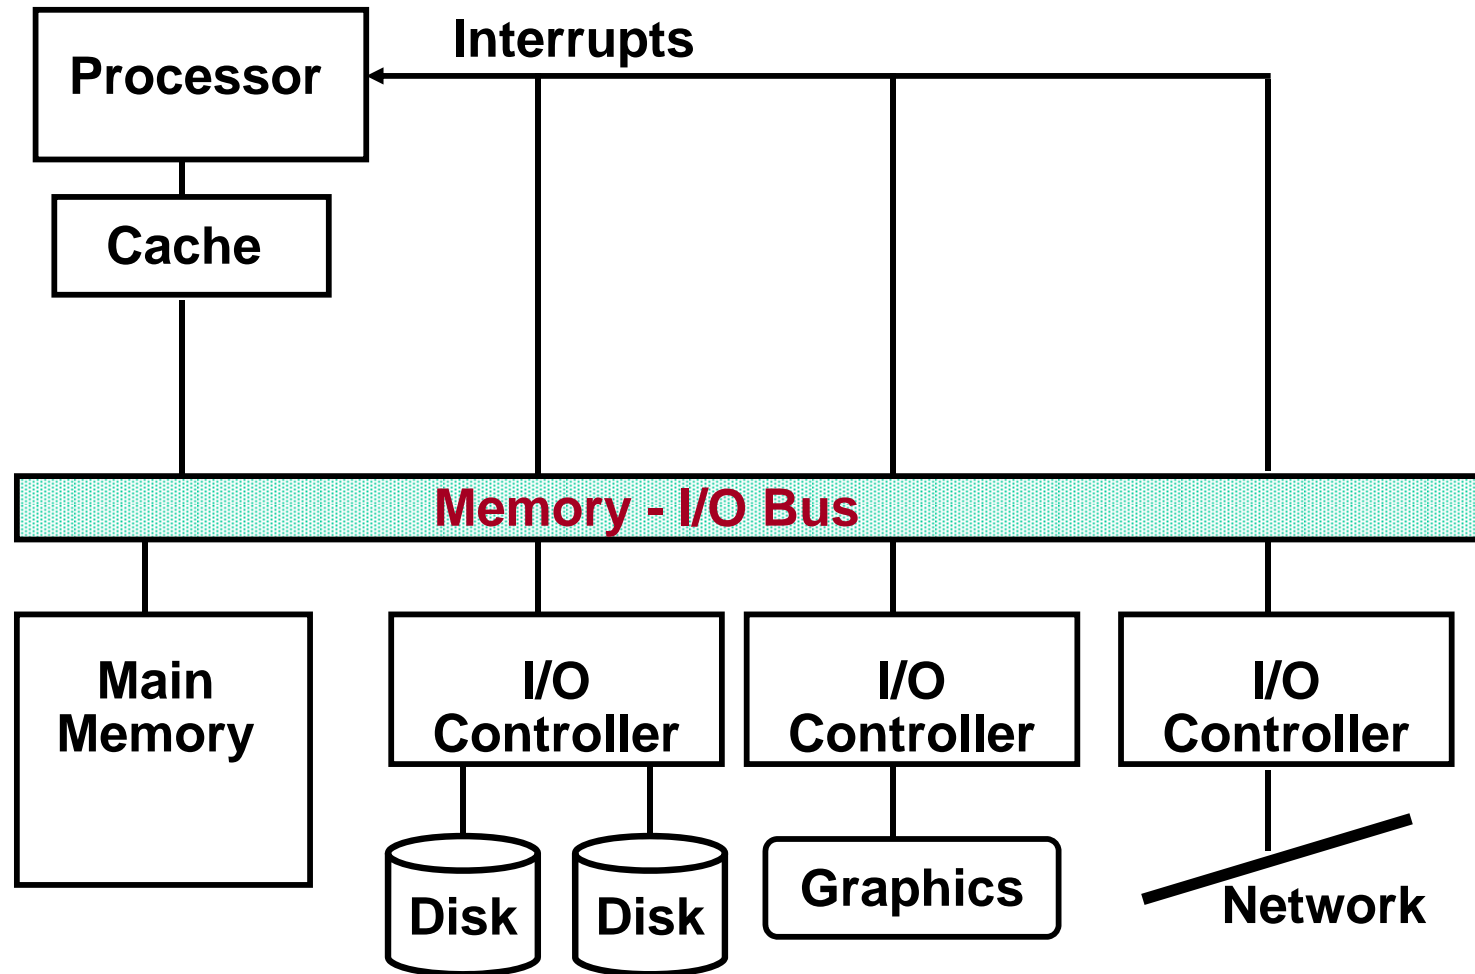 Interrupts
Processor
Cache
Memory - I/O Bus
Main
Memory
I/O
Controller
I/O
Controller
I/O
Controller
Disk
Disk
Graphics
Network